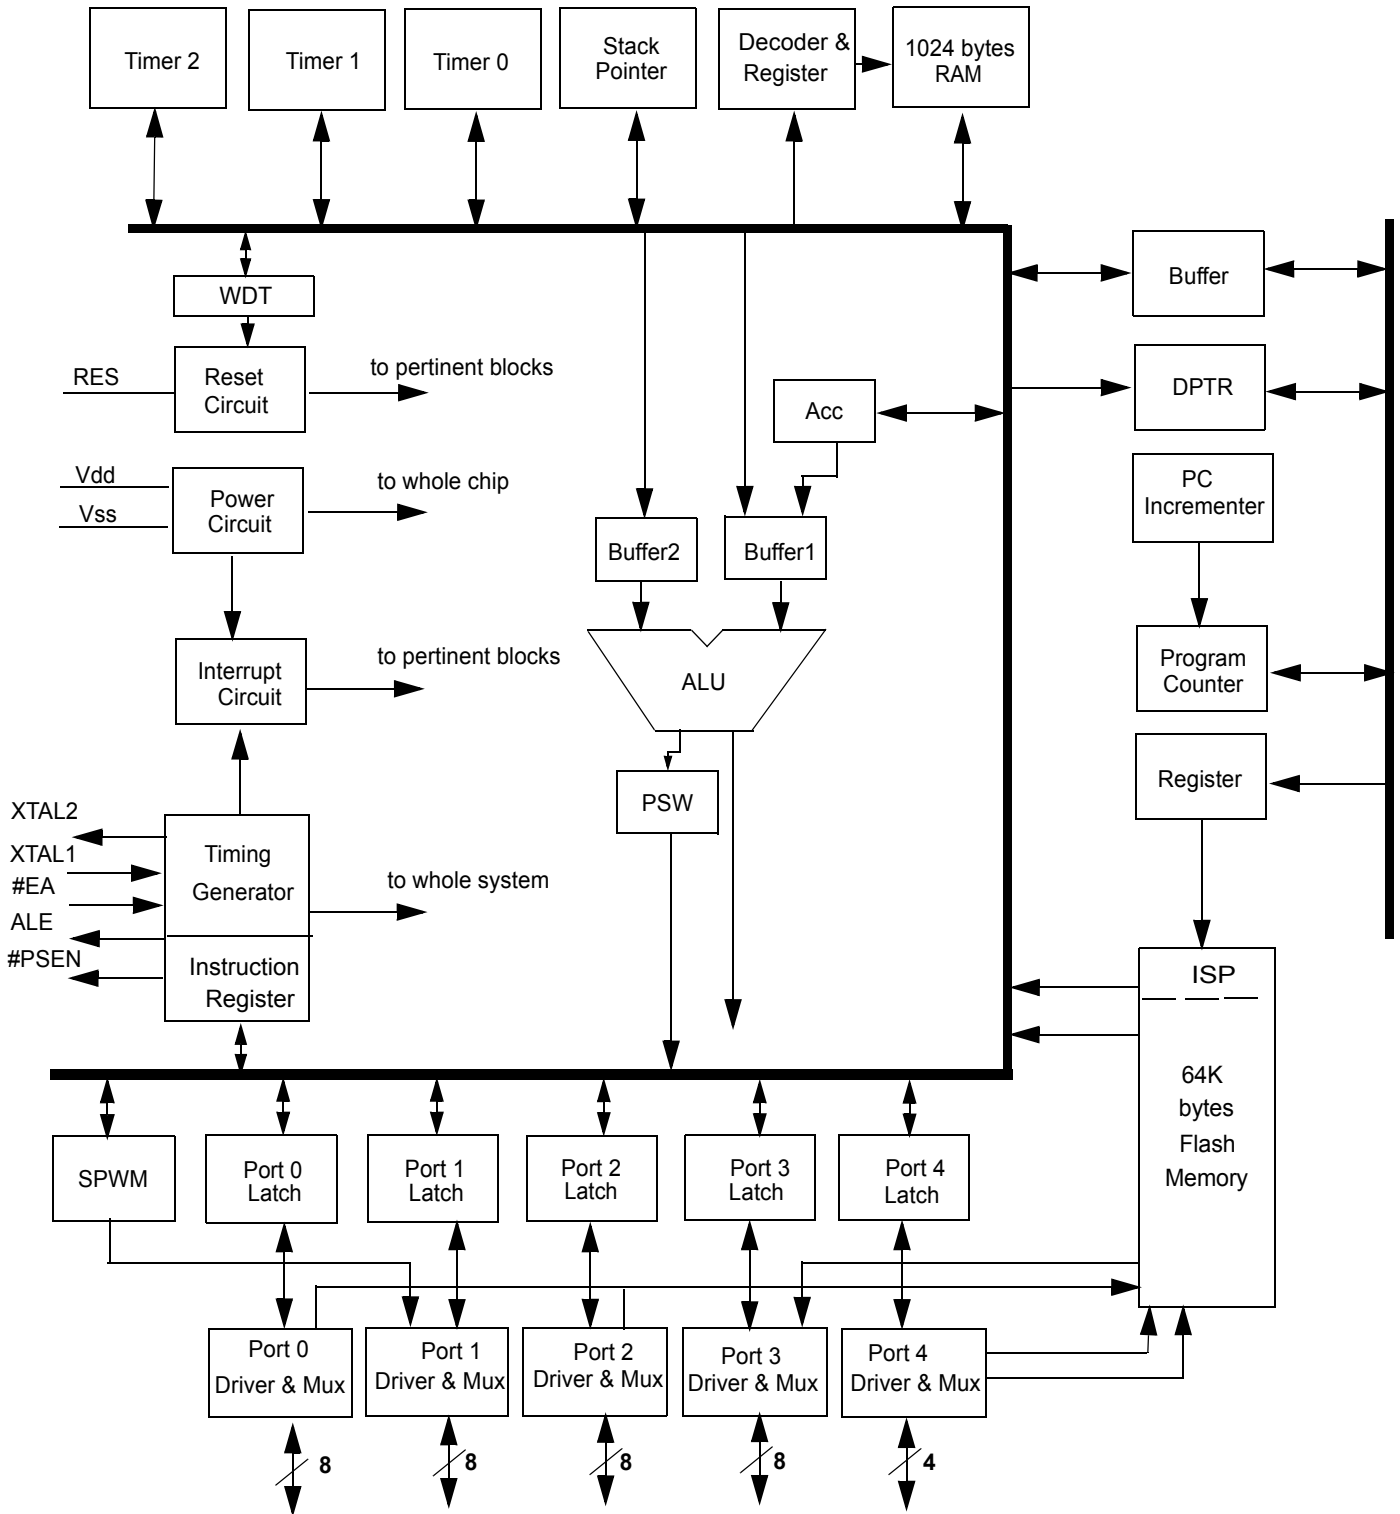 Timer 2
Timer 1
Timer 0
Stack
Pointer
Decoder &
Register
1024 bytes
RAM
WDT
RES
Reset
Circuit
to pertinent blocks
Vdd
Vss
Power
Circuit
to whole chip
Interrupt
Circuit
to pertinent blocks
Acc
Buffer2
Buffer1
ALU
PSW
Buffer
DPTR
PC
Incrementer
Program
Counter
Register
XTAL2
XTAL1
#EA
ALE
#PSEN
Timing
Generator
Instruction
Register
to whole system
ISP
64K
bytes
Flash
Memory
SPWM
Port 0
Latch
Port 1
Latch
Port 2
Latch
Port 3
Latch
Port 4
Latch
Port 0
Driver & Mux
Port 1
Driver & Mux
Port 2
Driver & Mux
Port 3
Driver & Mux
Port 4
Driver & Mux
8
8
8
8
4